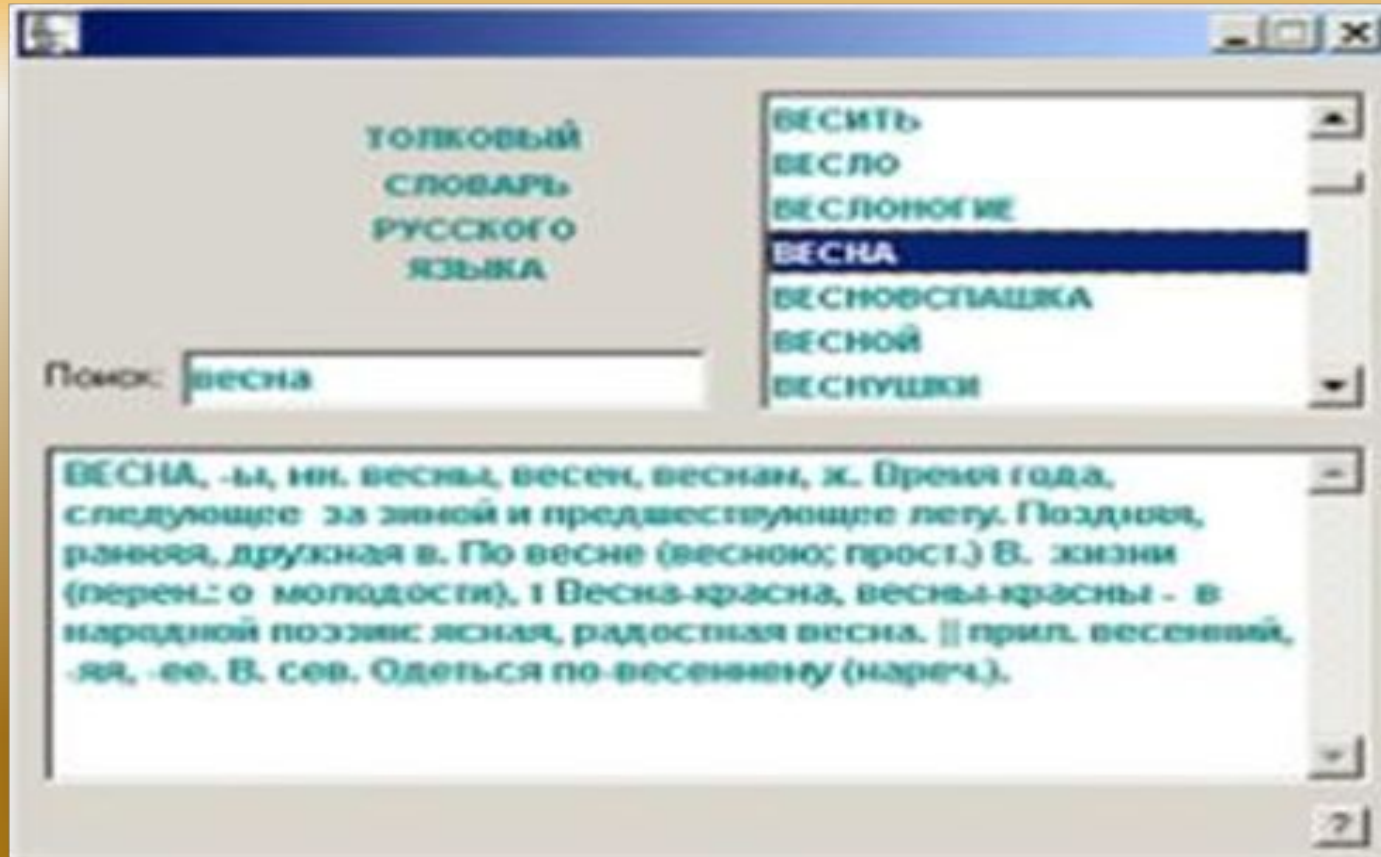 ТОЛКОВЫЙ
СЛОВАРЬ
РУССКОГО
ЯЗЫКА
ВЕСИТЬ
ВЕСЛО
ВЕСЛОНОГИЕ
ВЕСНА
ВЕСНОВСПАШКА
ВЕСНОЙ
ВЕСНУШКИ
Поиск: весна
ВЕСНА, -ы, мн. весны, весен, веснам, ж. Время года,
следующее за зимой и предшествующее лету. Поздняя,
ранняя, дружная в. По весне (весною; прост.) В. жизни
(перен.: о молодости). т Весна-красна, весны-красны - в
народной поэзии: ясная, радостная весна. || прил. весенний,
-яя, -ее. В. сев. Одеться по-весеннему (нареч.).
?